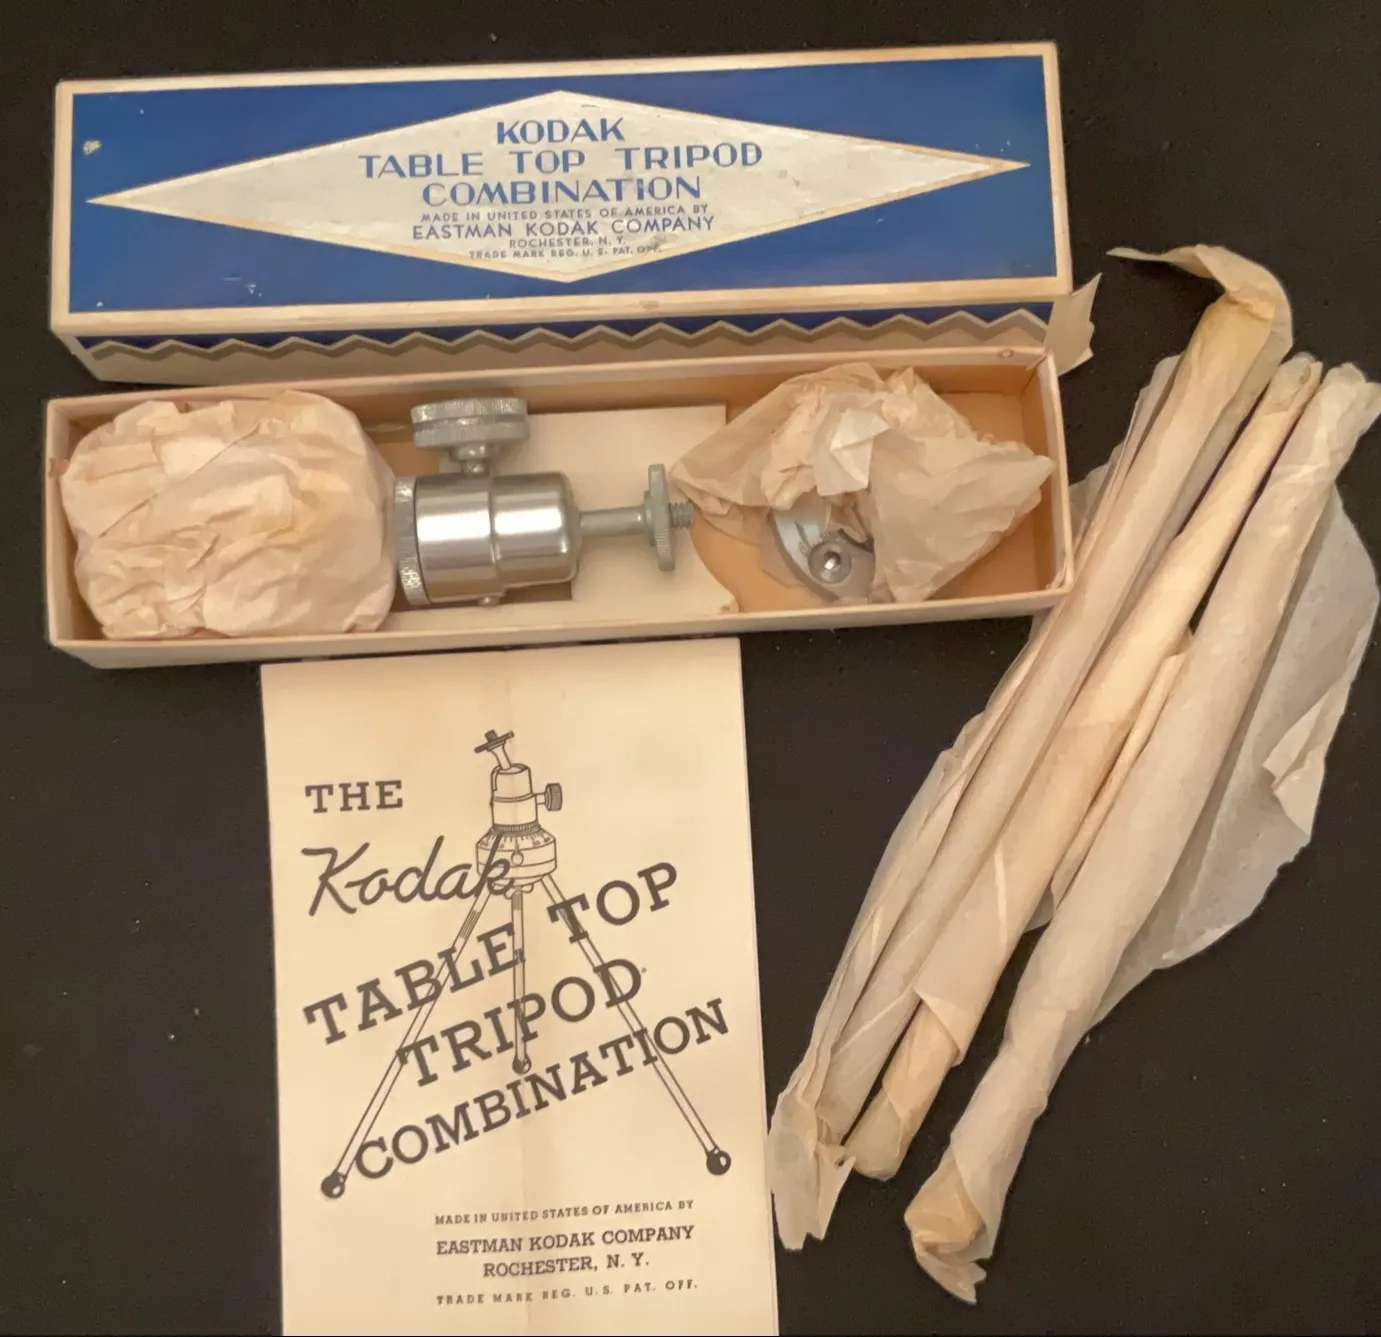 KODAK
TABLE TOP TRIPOD
COMBINATION
MADE IN UNITED STATES OF AMERICA BY
EASTMAN KODAK COMPANY
ROCHESTER, N. Y.
TRADE MARK REG. U. S. PAT. OFF.
THE
Kodak
TABLE TOP
TRIPOD
COMBINATION
MADE IN UNITED STATES OF AMERICA BY
EASTMAN KODAK COMPANY
ROCHESTER, N. Y.
TRADE MARK REG. U.S. PAT. OFF.